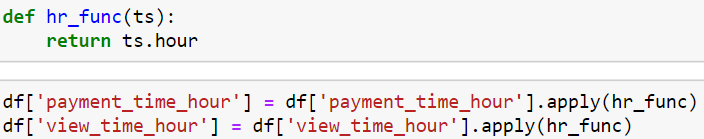 def hr_func(ts):
    return ts.hour
df['payment_time_hour'] = df['payment_time_hour'].apply(hr_func)
df['view_time_hour'] = df['view_time_hour'].apply(hr_func)